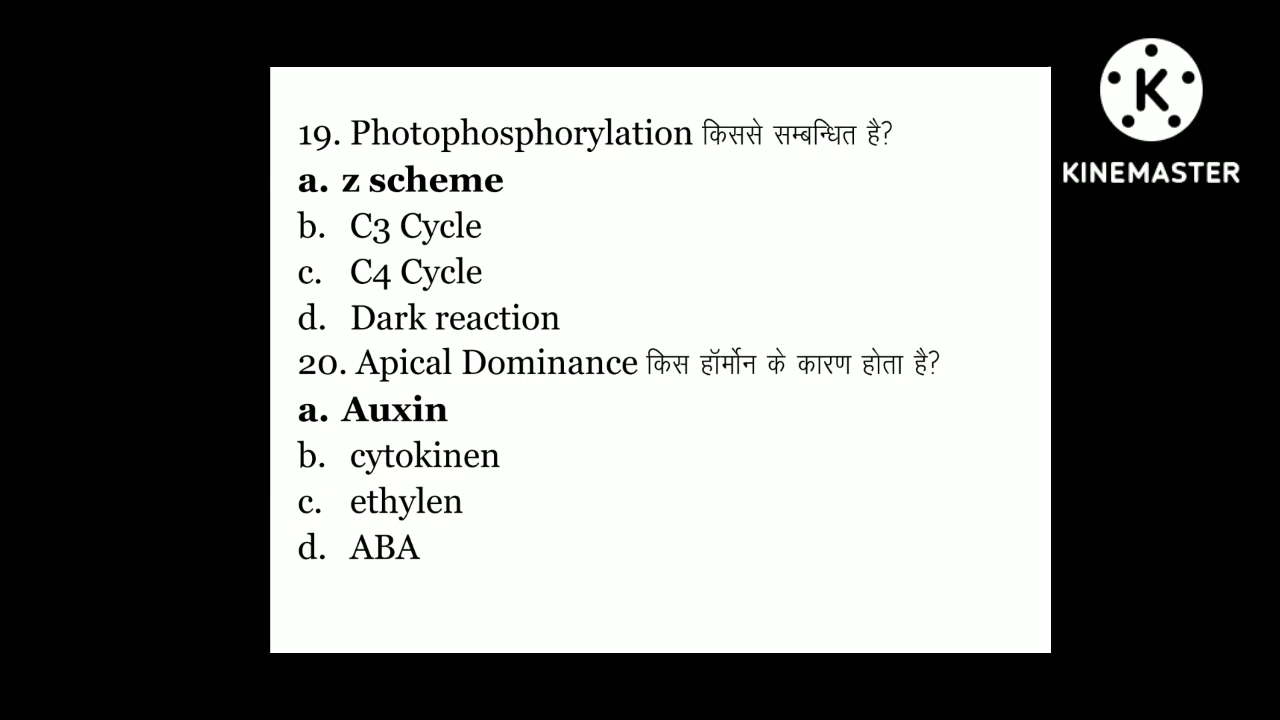 19. Photophosphorylation किससे सम्बन्धित है?
a. z scheme
b. C3 Cycle
c. C4 Cycle
d. Dark reaction
20. Apical Dominance किस हॉर्मोन के कारण होता है?
a. Auxin
b. cytokinen
c. ethylen
d. ABA
K
KINEMASTER